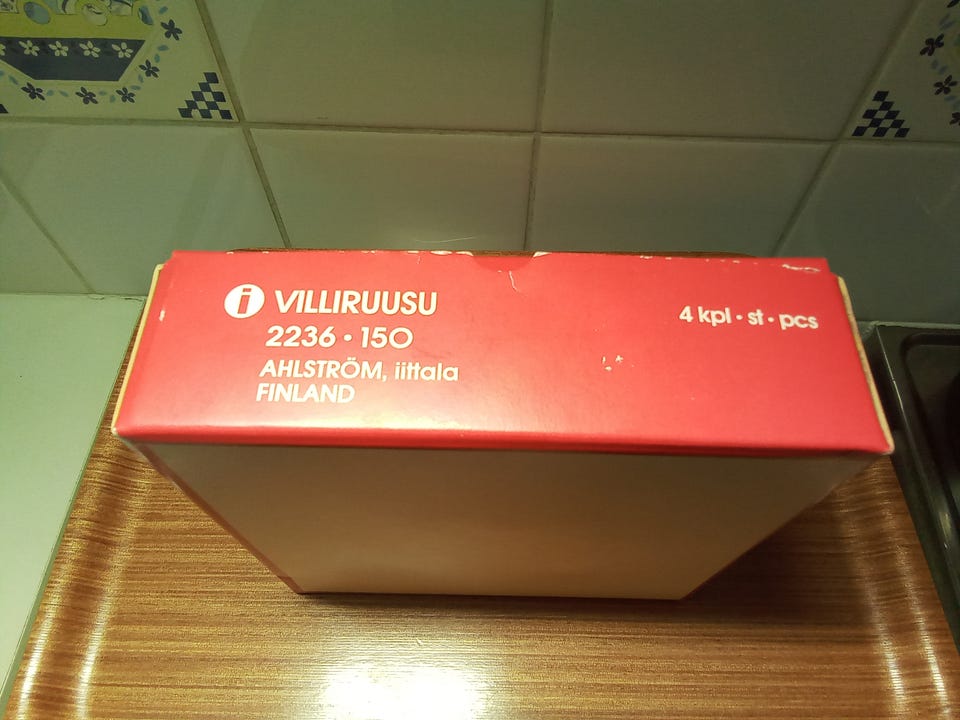 i VILLIRUUSU
2236 • 150
AHLSTRÖM, iittala
FINLAND
4 kpl • st • pcs